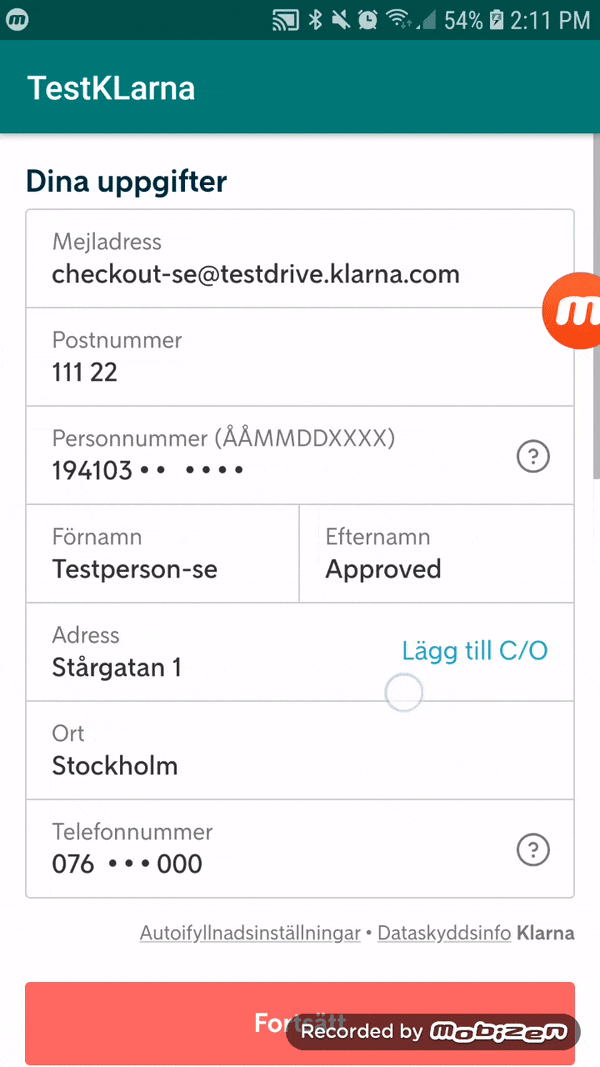 54% 2:11 PM
TestKLarna
Dina uppgifter
Mejladress
checkout-se@testdrive.klarna.com
Postnummer
111 22
Personnummer (ÅÅMMDDXXXX)
194103 •• ••••
?
Förnamn
Testperson-se
Efternamn
Approved
Adress
Stårgatan 1
Lägg till C/O
Ort
Stockholm
Telefonnummer
076 •••000
?
Autoifyllnadsinställningar • Dataskyddsinfo Klarna
Fortsätt
Recorded by mobizen